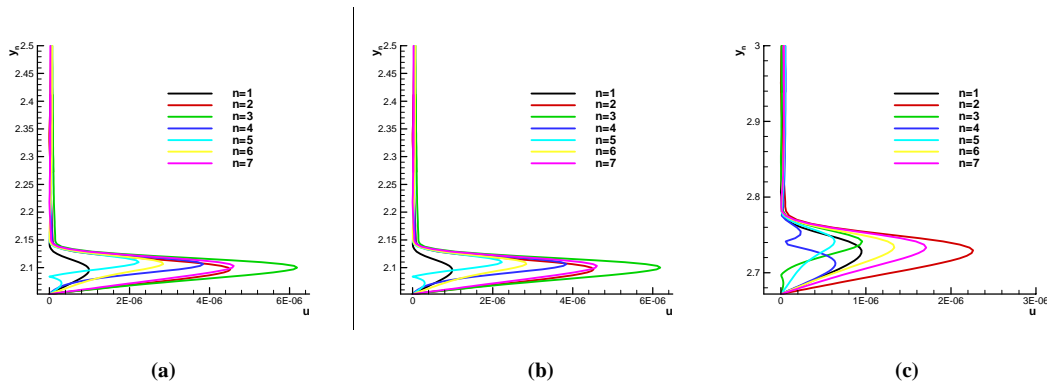 y_n
2.5
2.45
2.4
2.35
2.3
2.25
2.2
2.15
2.1
0
2E-06
4E-06
6E-06
u
n=1
n=2
n=3
n=4
n=5
n=6
n=7
(a)
y_n
2.5
2.45
2.4
2.35
2.3
2.25
2.2
2.15
2.1
0
2E-06
4E-06
6E-06
u
n=1
n=2
n=3
n=4
n=5
n=6
n=7
(b)
y_n
3
2.9
2.8
2.7
0
1E-06
2E-06
3E-06
u
n=1
n=2
n=3
n=4
n=5
n=6
n=7
(c)